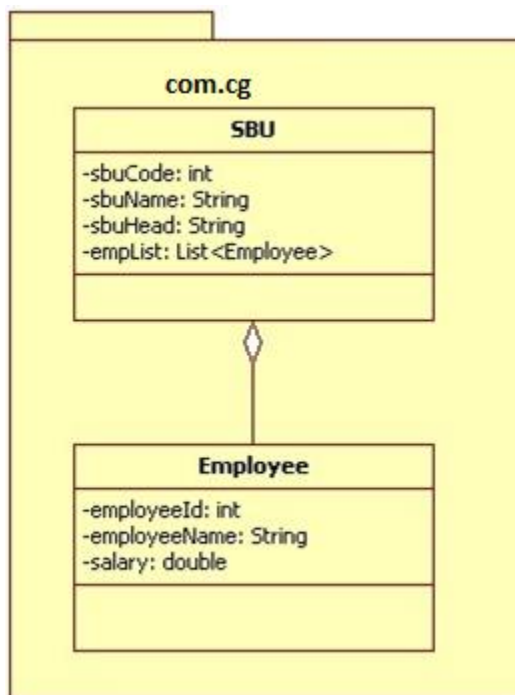 com.cg
SBU
-sbuCode: int
-sbuName: String
-sbuHead: String
-empList: List<Employee>
Employee
-employeeId: int
-employeeName: String
-salary: double